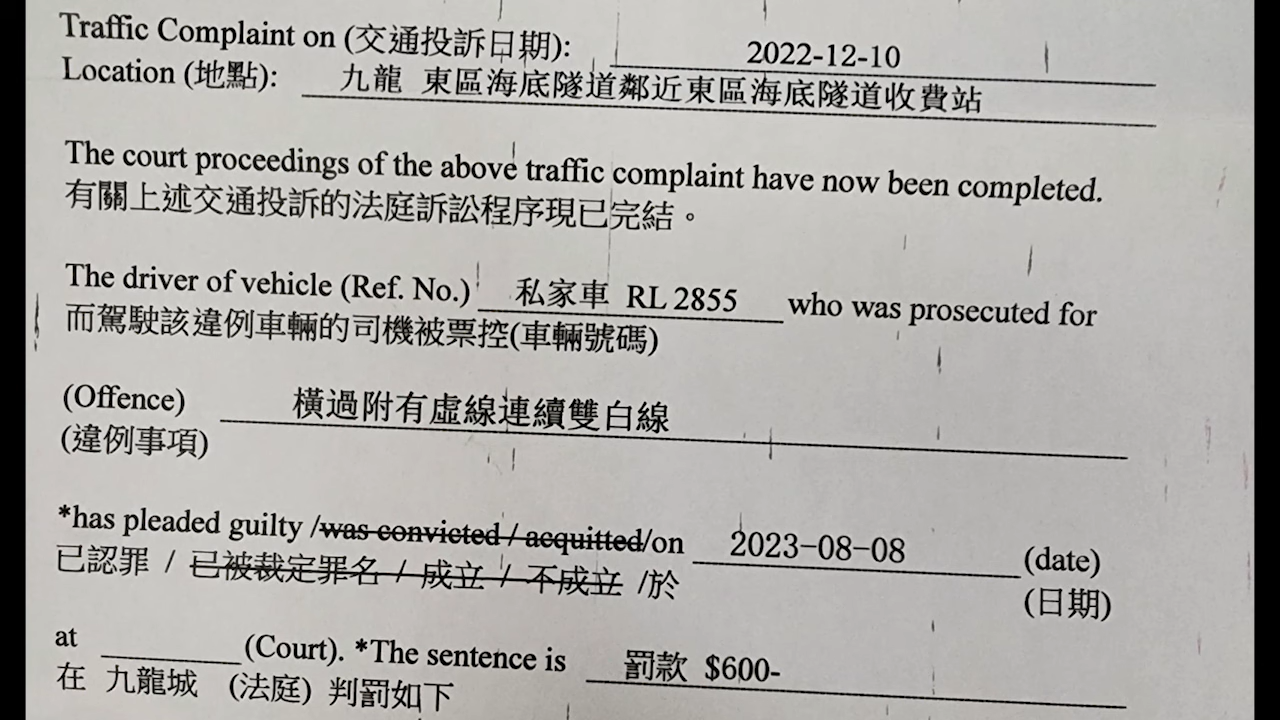 Traffic Complaint on (交通投訴日期): 2022-12-10
Location (地點): 九龍 東區海底隧道鄰近東區海底隧道收費站
The court proceedings of the above traffic complaint have now been completed.
有關上述交通投訴的法庭訴訟程序現已完結。
The driver of vehicle (Ref. No.) 私家車 RL 2855 who was prosecuted for
而駕駛該違例車輛的司機被票控(車輛號碼)
(Offence) 橫過附有虛線連續雙白線
(違例事項)
*has pleaded guilty /was convicted / acquitted/on 2023-08-08 (date)
已認罪 / 已被裁定罪名 / 成立 / 不成立 /於 (日期)
at (Court). *The sentence is 罰款 $600-
在 九龍城 (法庭) 判罰如下